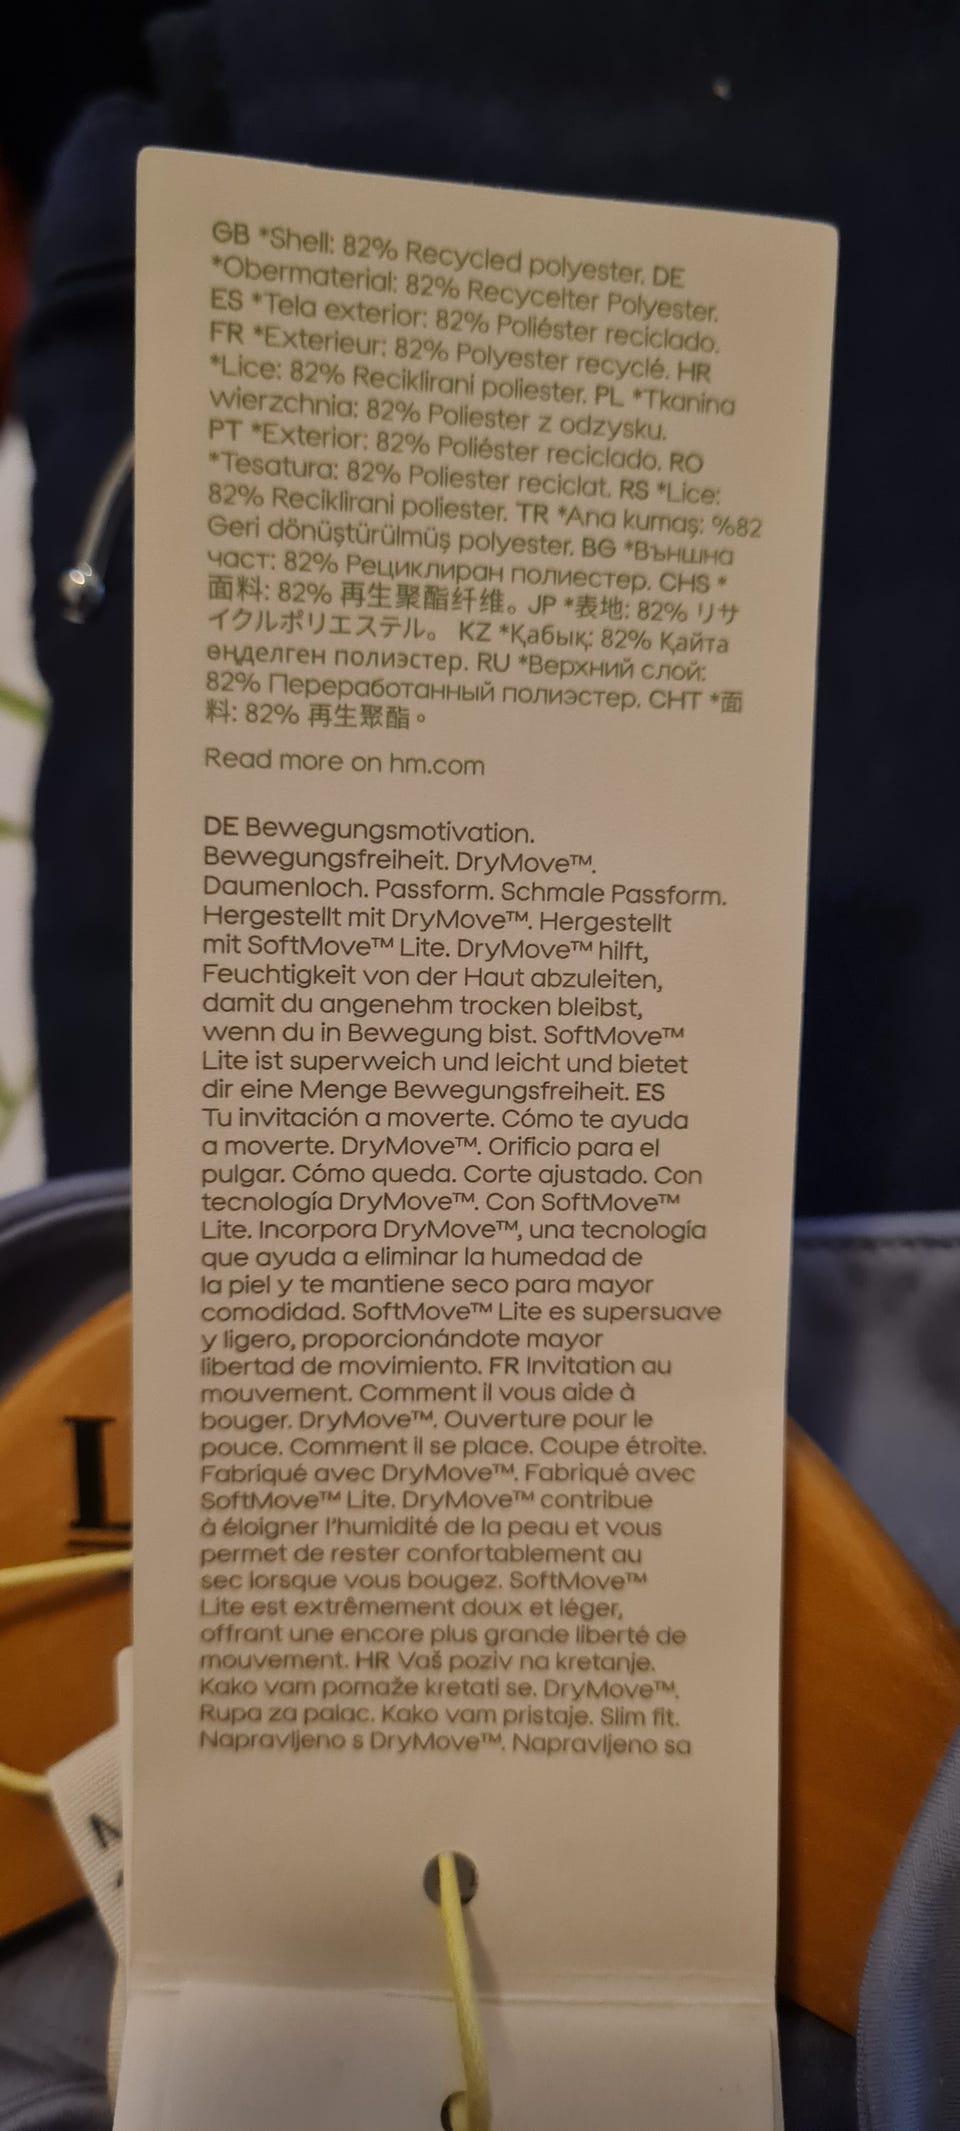 GB *Shell: 82% Recycled polyester. DE
*Obermaterial: 82% Recycelter Polyester.
ES *Tela exterior: 82% Poliéster reciclado.
FR *Exterieur: 82% Polyester recyclé. HR
*Lice: 82% Reciklirani poliester. PL *Tkanina
wierzchnia: 82% Poliester z odzysku.
PT *Exterior: 82% Poliéster reciclado. RO
*Tesatura: 82% Poliester reciclat. RS *Lice:
82% Reciklirani poliester. TR *Ana kumaş: %82
Geri dönüştürülmüş polyester. BG *Външна
част: 82% Рециклиран полиестер. CHS *
面料: 82% 再生聚酯纤维。JP *表地: 82% リサ
イクルポリエステル。 KZ *Қабық: 82% Қайта
өңделген полиэстер. RU *Верхний слой:
82% Переработанный полиэстер. CHT *面
料: 82% 再生聚酯。
Read more on hm.com
DE Bewegungsmotivation.
Bewegungsfreiheit. DryMove™.
Daumenloch. Passform. Schmale Passform.
Hergestellt mit DryMove™. Hergestellt
mit SoftMove™ Lite. DryMove™ hilft,
Feuchtigkeit von der Haut abzuleiten,
damit du angenehm trocken bleibst,
wenn du in Bewegung bist. SoftMove™
Lite ist superweich und leicht und bietet
dir eine Menge Bewegungsfreiheit. ES
Tu invitación a moverte. Cómo te ayuda
a moverte. DryMove™. Orificio para el
pulgar. Cómo queda. Corte ajustado. Con
tecnología DryMove™. Con SoftMove™
Lite. Incorpora DryMove™, una tecnología
que ayuda a eliminar la humedad de
la piel y te mantiene seco para mayor
comodidad. SoftMove™ Lite es supersuave
y ligero, proporcionándote mayor
libertad de movimiento. FR Invitation au
mouvement. Comment il vous aide à
bouger. DryMove™. Ouverture pour le
pouce. Comment il se place. Coupe étroite.
Fabriqué avec DryMove™. Fabriqué avec
SoftMove™ Lite. DryMove™ contribue
à éloigner l'humidité de la peau et vous
permet de rester confortablement au
sec lorsque vous bougez. SoftMove™
Lite est extrêmement doux et léger,
offrant une encore plus grande liberté de
mouvement. HR Vaš poziv na kretanje.
Kako vam pomaže kretati se. DryMove™.
Rupa za palac. Kako vam pristaje. Slim fit.
Napravljeno s DryMove™. Napravljeno sa
L